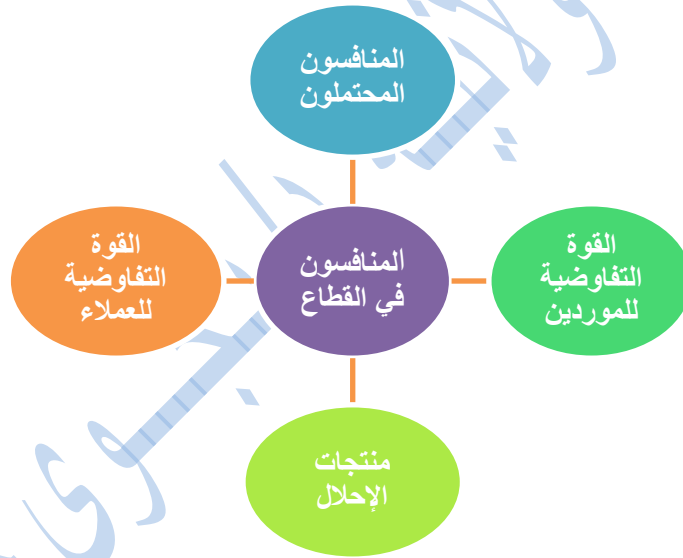 المنافسون
المحتملون
القوة
التفاوضية
للموردين
المنافسون
في القطاع
القوة
التفاوضية
للعملاء
منتجات
الإحلال